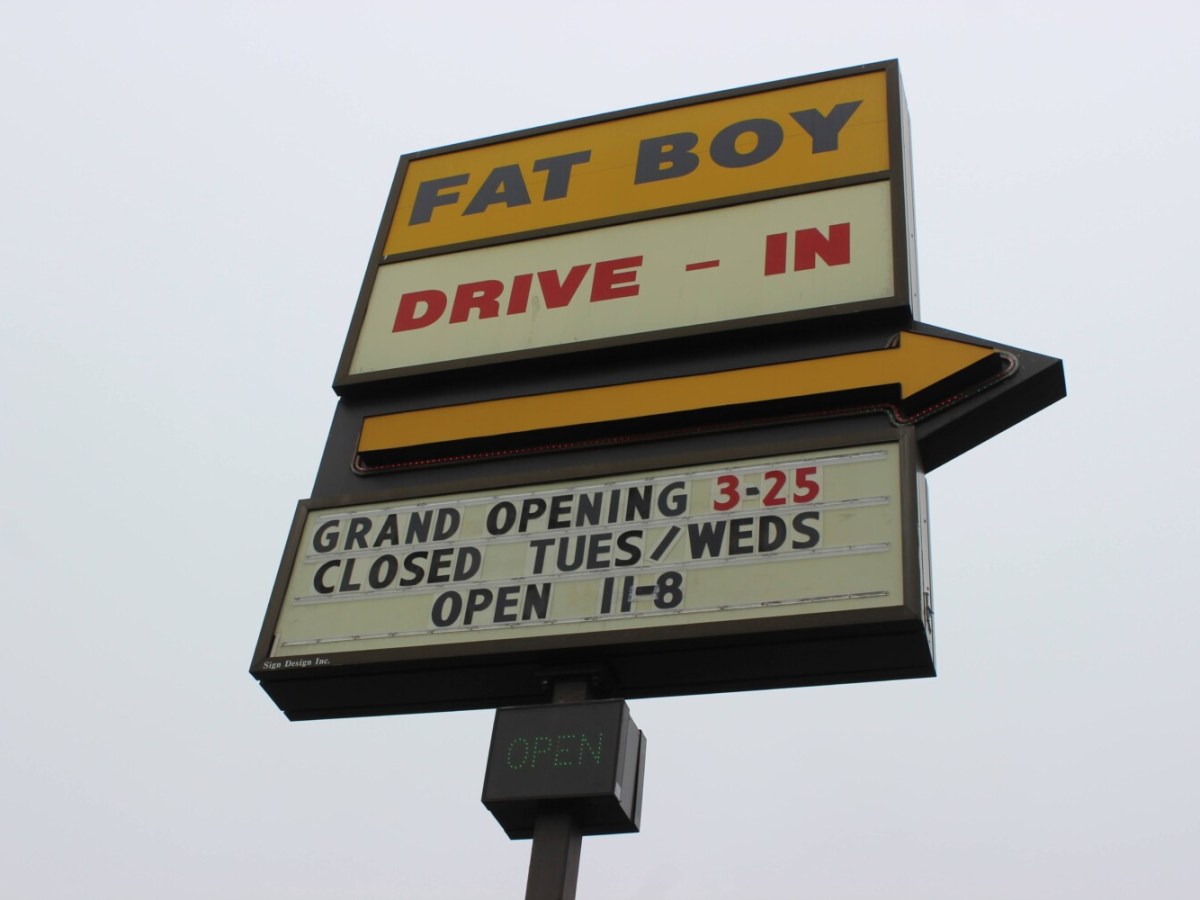 FAT BOY
DRIVE - IN
GRAND OPENING 3-25
CLOSED TUES/WEDS
OPEN 11-8
Sign Design Inc.
OPEN